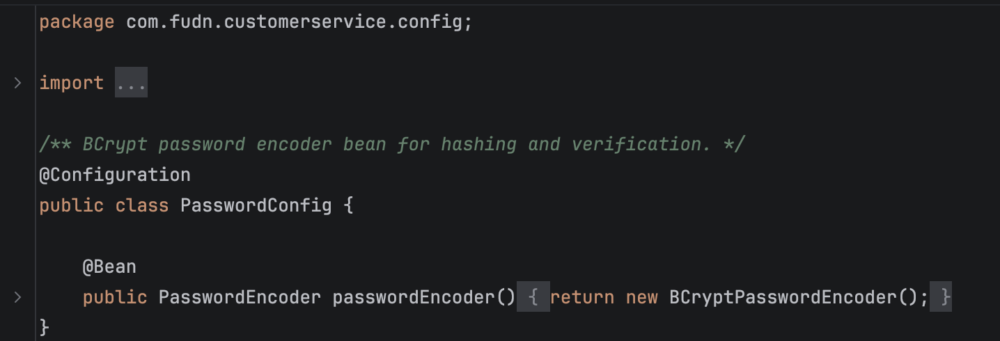 package com.fudn.customerservice.config;
import ...
/** BCrypt password encoder bean for hashing and verification. */
@Configuration
public class PasswordConfig {
@Bean
public PasswordEncoder passwordEncoder() { return new BCryptPasswordEncoder(); }
}